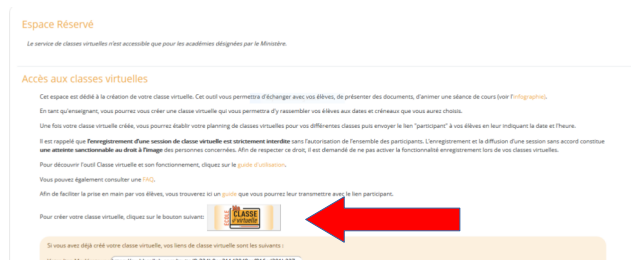 Espace Réservé
Le service de classes virtuelles n'est accessible que pour les académies désignées par le Ministère.
Accès aux classes virtuelles
Cet espace est dédié à la création de votre classe virtuelle. Cet outil vous permettra d'échanger avec vos élèves, de présenter des documents, d'animer une séance de cours (voir l'infographie).
En tant qu'enseignant, vous pourrez vous créer une classe virtuelle qui vous permettra d'y rassembler vos élèves aux dates et créneaux que vous aurez choisis.
Une fois votre classe virtuelle créée, vous pourrez établir votre planning de classes virtuelles pour vos différentes classes puis envoyer le lien "participant" à vos élèves en leur indiquant la date et l'heure.
Il est rappelé que l'enregistrement d'une session de classe virtuelle est strictement interdite sans l'autorisation de l'ensemble des participants. L'enregistrement et la diffusion d'une session sans accord constitue
une atteinte sanctionnable au droit à l'image des personnes concernées. Afin de respecter ce droit, il est demandé de ne pas activer la fonctionnalité enregistrement lors de vos classes virtuelles.
Pour découvrir l'outil Classe virtuelle et son fonctionnement, cliquez sur le guide d'utilisation.
Vous pouvez également consulter une FAQ.
Afin de faciliter la prise en main par vos élèves, vous trouverez ici un guide que vous pourrez leur transmettre avec le lien participant.
Pour créer votre classe virtuelle, cliquez sur le bouton suivant:
CLASSE
virtuelle
Si vous avez déjà créé votre classe virtuelle, vos liens de classe virtuelle sont les suivants :